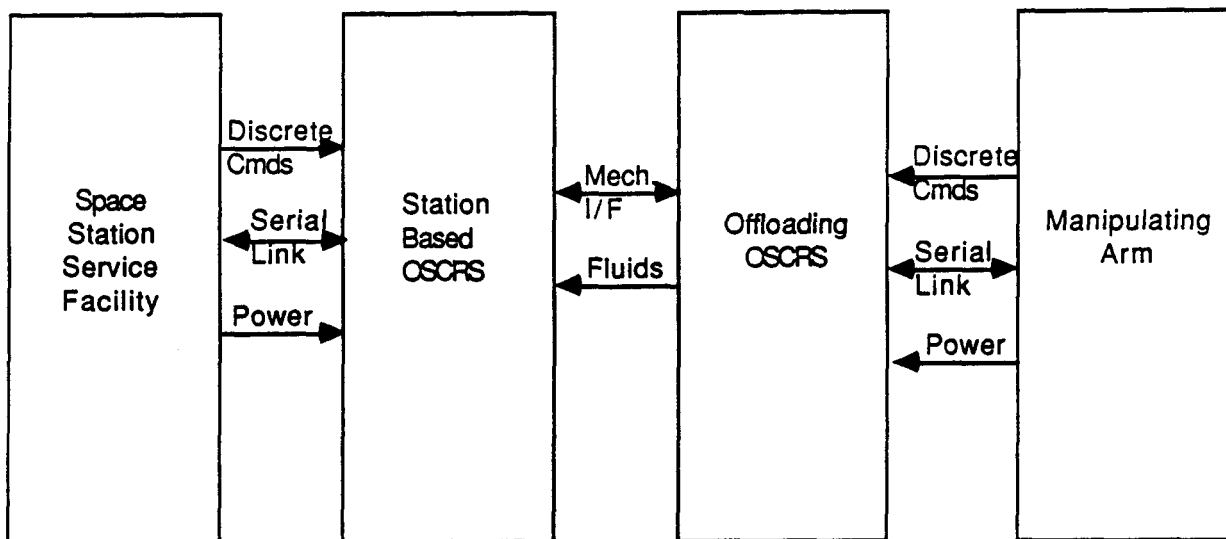 Space
Station
Service
Facility
Discrete
Cmds
Serial
Link
Power
Station
Based
OSCRS
Mech
I/F
Fluids
Offloading
OSCRS
Discrete
Cmds
Serial
Link
Power
Manipulating
Arm